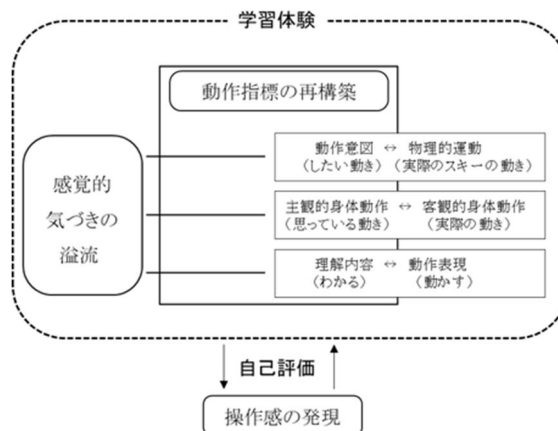 学習体験
動作指標の再構築
感覚的
気づきの
溢流
動作意図 ↔ 物理的運動
(したい動き) (実際のスキーの動き)
主観的身体動作 ↔ 客観的身体動作
(思っている動き) (実際の動き)
理解内容 ↔ 動作表現
(わかる) (動かす)
自己評価
操作感の発現